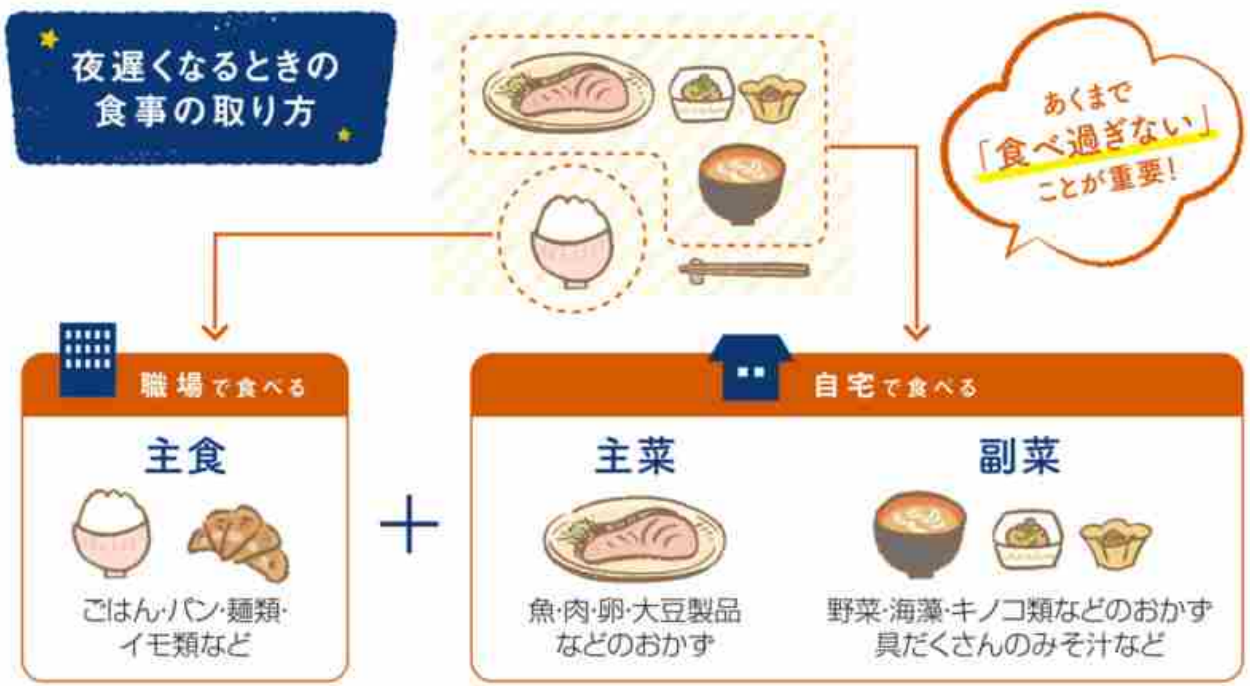 夜遅くなるときの
食事の取り方
あくまで
「食べ過ぎない」
ことが重要!
職場で食べる
主食
ごはん・パン・麺類・
イモ類など
+
自宅で食べる
主菜
魚・肉・卵・大豆製品
などのおかず
副菜
野菜・海藻・キノコ類などのおかず
具だくさんのみそ汁など